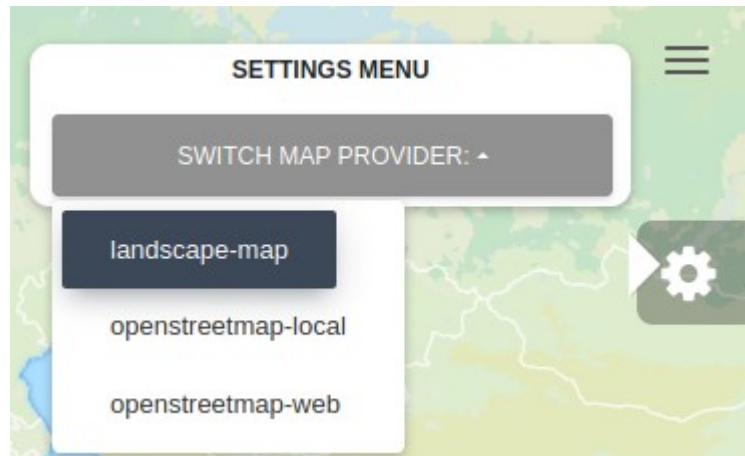 SETTINGS MENU
SWITCH MAP PROVIDER:
landscape-map
openstreetmap-local
openstreetmap-web